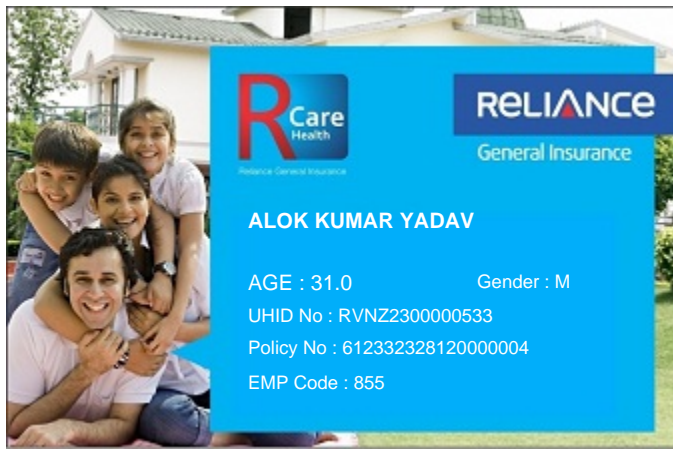 R Care
Health
Reliance General Insurance
RELIANCE
General Insurance
ALOK KUMAR YADAV
AGE : 31.0 Gender : M
UHID No : RVNZ2300000533
Policy No : 612332328120000004
EMP Code : 855